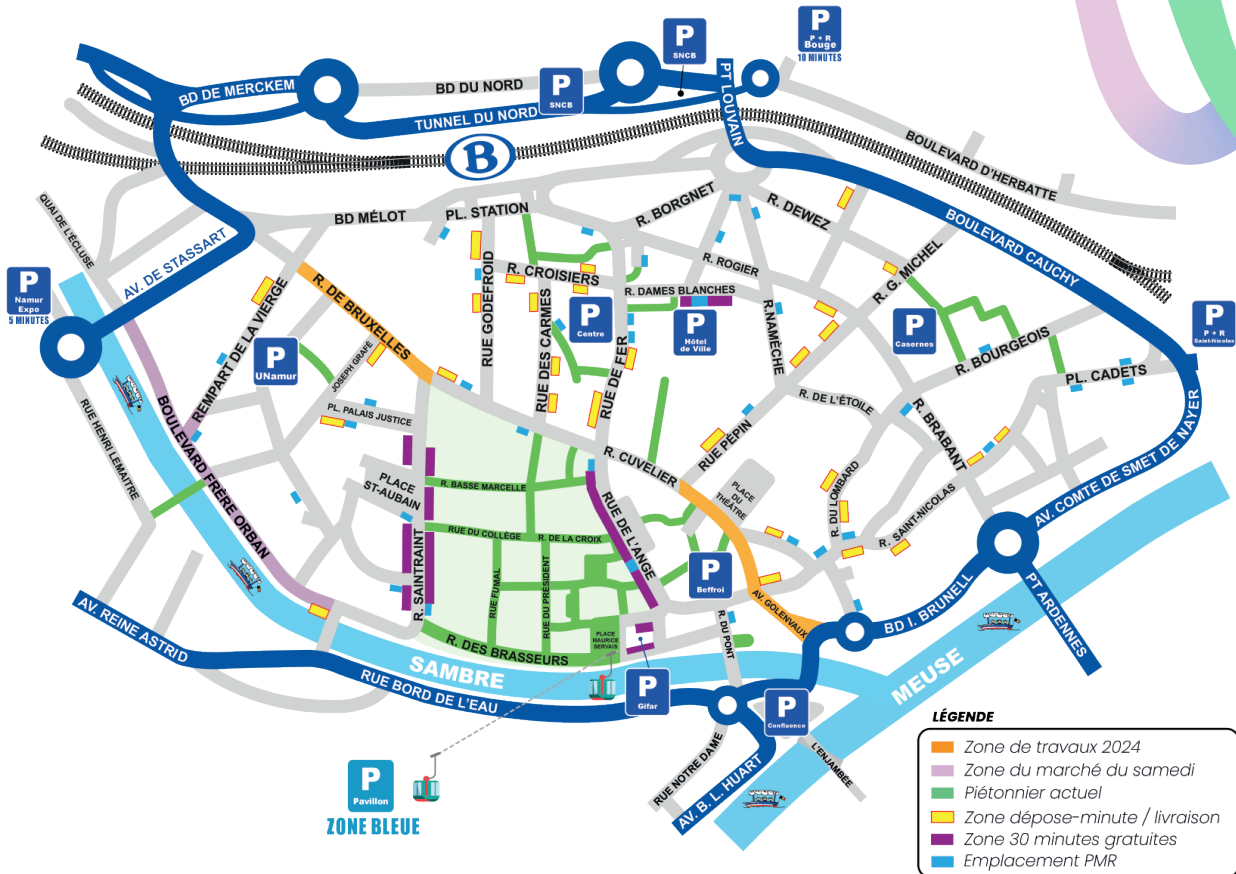 P
SNCB
P
P + R
Bouge
10 MINUTES
BD DE MERCKEM
BD DU NORD
P
SNCB
TUNNEL DU NORD
PT LOUVAIN
B
BOULEVARD D'HERBATTE
QUAI DE L'ÉCLUSE
BD MÉLOT
PL. STATION
R. BORGNET
R. DEWEZ
BOULEVARD CAUCHY
AV. DE STASSART
P
Namur
Expo
5 MINUTES
R. CROISIERS
R. ROGIER
R. G. MICHEL
R. DAMES BLANCHES
R. DE BRUXELLES
REMPART DE LA VIERGE
RUE GODEFROID
RUE DES CARMES
P
Centre
RUE DE FER
P
Hôtel
de Ville
R.NAMÈCHE
P
Casernes
R. BOURGEOIS
P
P + R
Saint-Nicolas
P
UNamur
JOSEPH GRAFÉ
PL. CADETS
PL. PALAIS JUSTICE
R. DE L'ÉTOILE
R. BRABANT
BOULEVARD FRÈRE ORBAN
RUE HENRI LEMAITRE
R. CUVELIER
RUE PÉPIN
AV. COMTE DE SMET DE NAYER
PLACE
ST-AUBAIN
R. BASSE MARCELLE
RUE DE L'ANGE
PLACE
DU
THÉÂTRE
R. DU LOMBARD
R. SAINT-NICOLAS
RUE DU COLLÈGE
R. DE LA CROIX
R. SAINTRAINT
RUE FUMAL
RUE DU PRÉSIDENT
P
Beffroi
AV. GOLENVAUX
BD I. BRUNELL
PT ARDENNES
AV. REINE ASTRID
R. DES BRASSEURS
PLACE
MAURICE
SERVAIS
R. DU PONT
SAMBRE
MEUSE
RUE BORD DE L'EAU
P
Gifar
P
Confluence
RUE NOTRE DAME
AV. B. L. HUART
L'ENJAMBÉE
P
Pavillon
ZONE BLEUE
LÉGENDE
Zone de travaux 2024
Zone du marché du samedi
Piétonnier actuel
Zone dépose-minute / livraison
Zone 30 minutes gratuites
Emplacement PMR